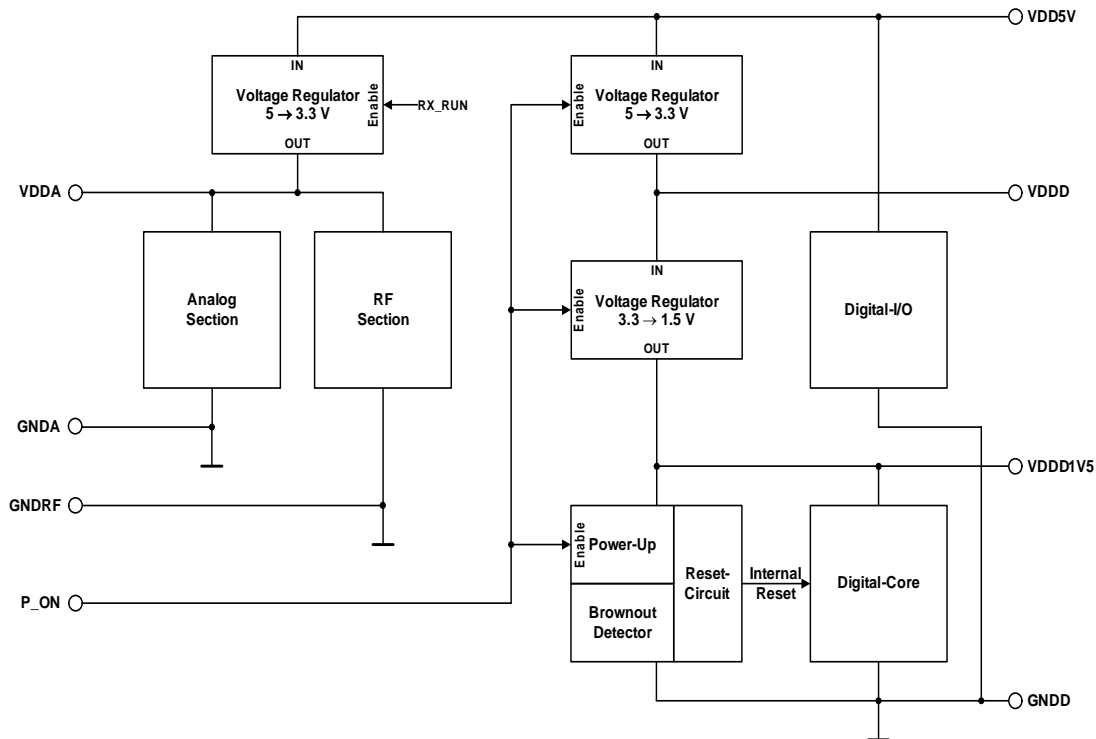 VDD5V
IN
Voltage Regulator
5 → 3.3 V
Enable
OUT
RX_RUN
IN
Enable
Voltage Regulator
5 → 3.3 V
OUT
VDDA
VDDD
Analog
Section
RF
Section
IN
Enable
Voltage Regulator
3.3 → 1.5 V
OUT
Digital-I/O
GNDA
VDDD1V5
GNDRF
Enable
Power-Up
Reset-
Circuit
Internal
Reset
Digital-Core
P_ON
Brownout
Detector
GNDD